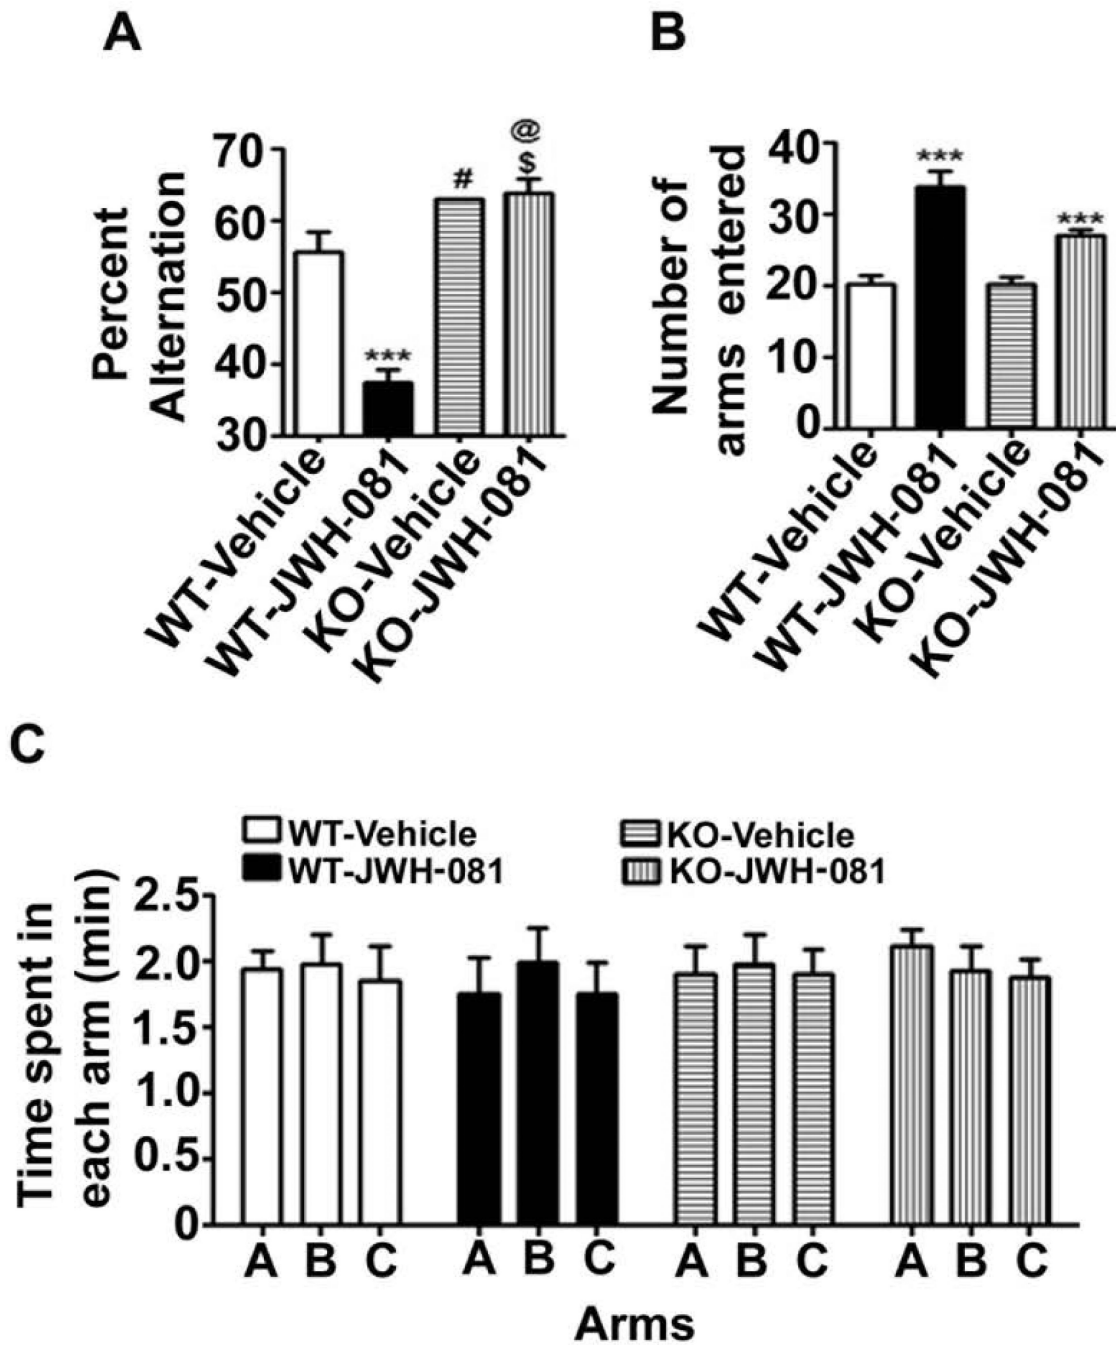 A
Percent
Alternation
70
60
50
40
30
***
#
@
$
WT-Vehicle
WT-JWH-081
KO-Vehicle
KO-JWH-081
B
Number of
arms entered
40
30
20
10
0
***
***
WT-Vehicle
WT-JWH-081
KO-Vehicle
KO-JWH-081
C
WT-Vehicle
WT-JWH-081
KO-Vehicle
KO-JWH-081
Time spent in
each arm (min)
2.5
2.0
1.5
1.0
0.5
0
A B C A B C A B C A B C
Arms